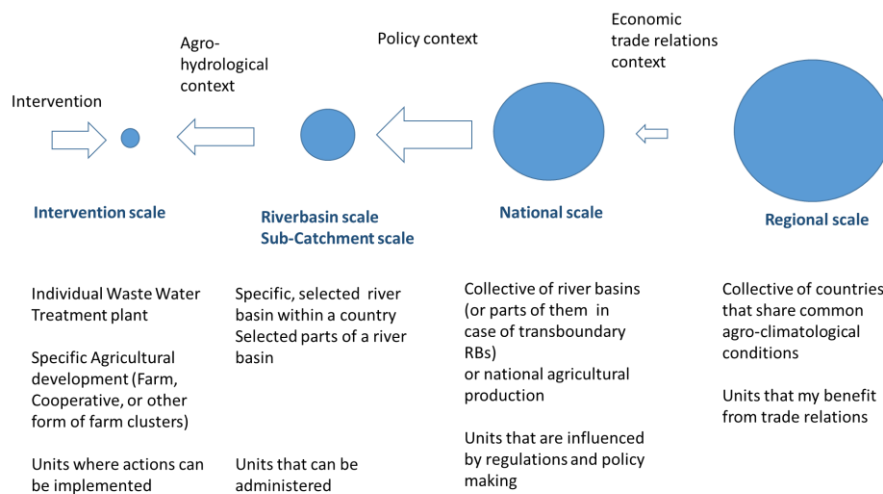 Intervention
Agro-
hydrological
context
Policy context
Economic
trade relations
context
Intervention scale
Riverbasin scale
Sub-Catchment scale
National scale
Regional scale
Individual Waste Water
Treatment plant
Specific Agricultural
development (Farm,
Cooperative, or other
form of farm clusters)
Units where actions can
be implemented
Specific, selected river
basin within a country
Selected parts of a river
basin
Units that can be
administered
Collective of river basins
(or parts of them in
case of transboundary
RBs)
or national agricultural
production
Units that are influenced
by regulations and policy
making
Collective of countries
that share common
agro-climatological
conditions
Units that my benefit
from trade relations